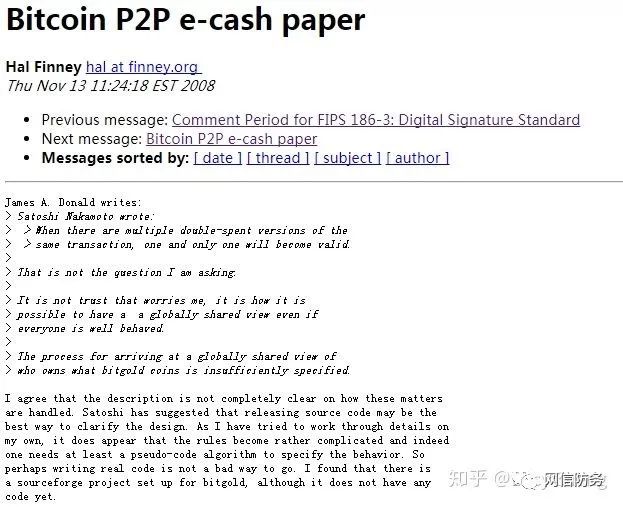 Bitcoin P2P e-cash paper
Hal Finney hal at finney.org
Thu Nov 13 11:24:18 EST 2008
• Previous message: Comment Period for FIPS 186-3: Digital Signature Standard
• Next message: Bitcoin P2P e-cash paper
• Messages sorted by: [ date ] [ thread ] [ subject ] [ author ]
James A. Donald writes:
> Satoshi Nakamoto wrote:
> > When there are multiple double-spent versions of the
> > same transaction, one and only one will become valid.
>
> That is not the question I am asking.
>
> It is not trust that worries me, it is how it is
> possible to have a a globally shared view even if
> everyone is well behaved.
>
> The process for arriving at a globally shared view of
> who owns what bitgold coins is insufficiently specified.
I agree that the description is not completely clear on how these matters
are handled. Satoshi has suggested that releasing source code may be the
best way to clarify the design. As I have tried to work through details on
my own, it does appear that the rules become rather complicated and indeed
one needs at least a pseudo-code algorithm to specify the behavior. So
perhaps writing real code is not a bad way to go. I found that there is
a sourceforge project set up for bitgold, although it does not have any
code yet.
知乎
网信防务